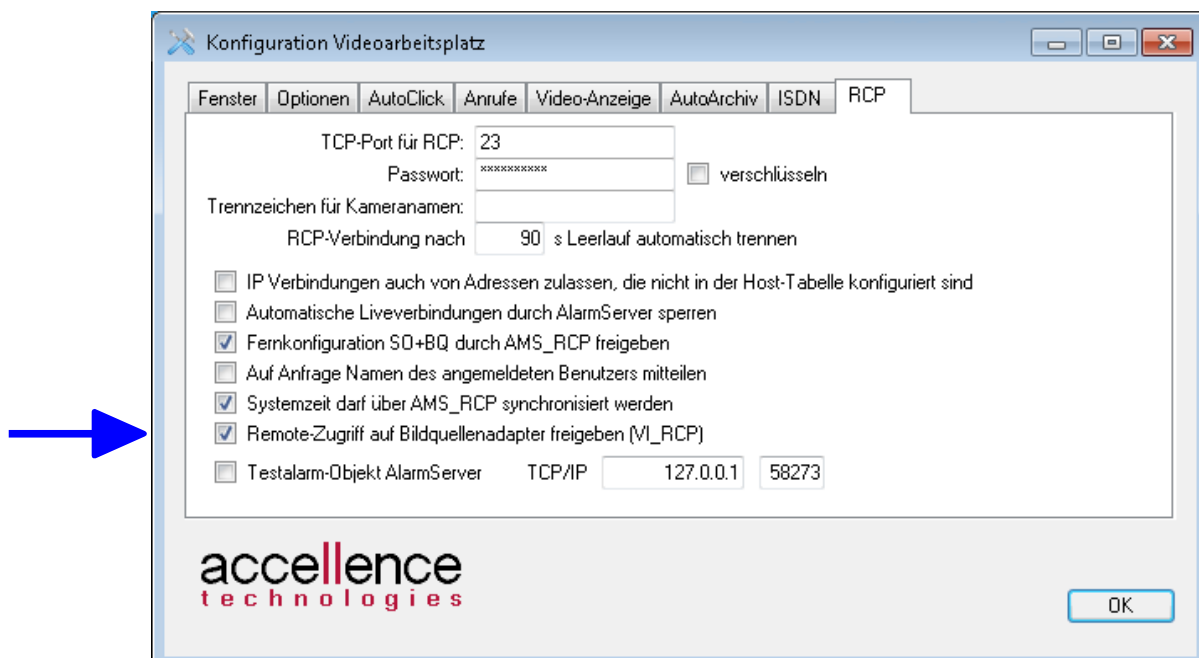 Konfiguration Videoarbeitsplatz
Fenster Optionen AutoClick Anrufe Video-Anzeige AutoArchiv ISDN RCP
TCP-Port für RCP: 23
Passwort: ********** verschlüsseln
Trennzeichen für Kameranamen:
RCP-Verbindung nach 90 s Leerlauf automatisch trennen
IP Verbindungen auch von Adressen zulassen, die nicht in der Host-Tabelle konfiguriert sind
Automatische Liveverbindungen durch AlarmServer sperren
Fernkonfiguration SO+BQ durch AMS_RCP freigeben
Auf Anfrage Namen des angemeldeten Benutzers mitteilen
Systemzeit darf über AMS_RCP synchronisiert werden
Remote-Zugriff auf Bildquellenadapter freigeben (VI_RCP)
Testalarm-Objekt AlarmServer TCP/IP 127.0.0.1 58273
accellence
technologies
OK